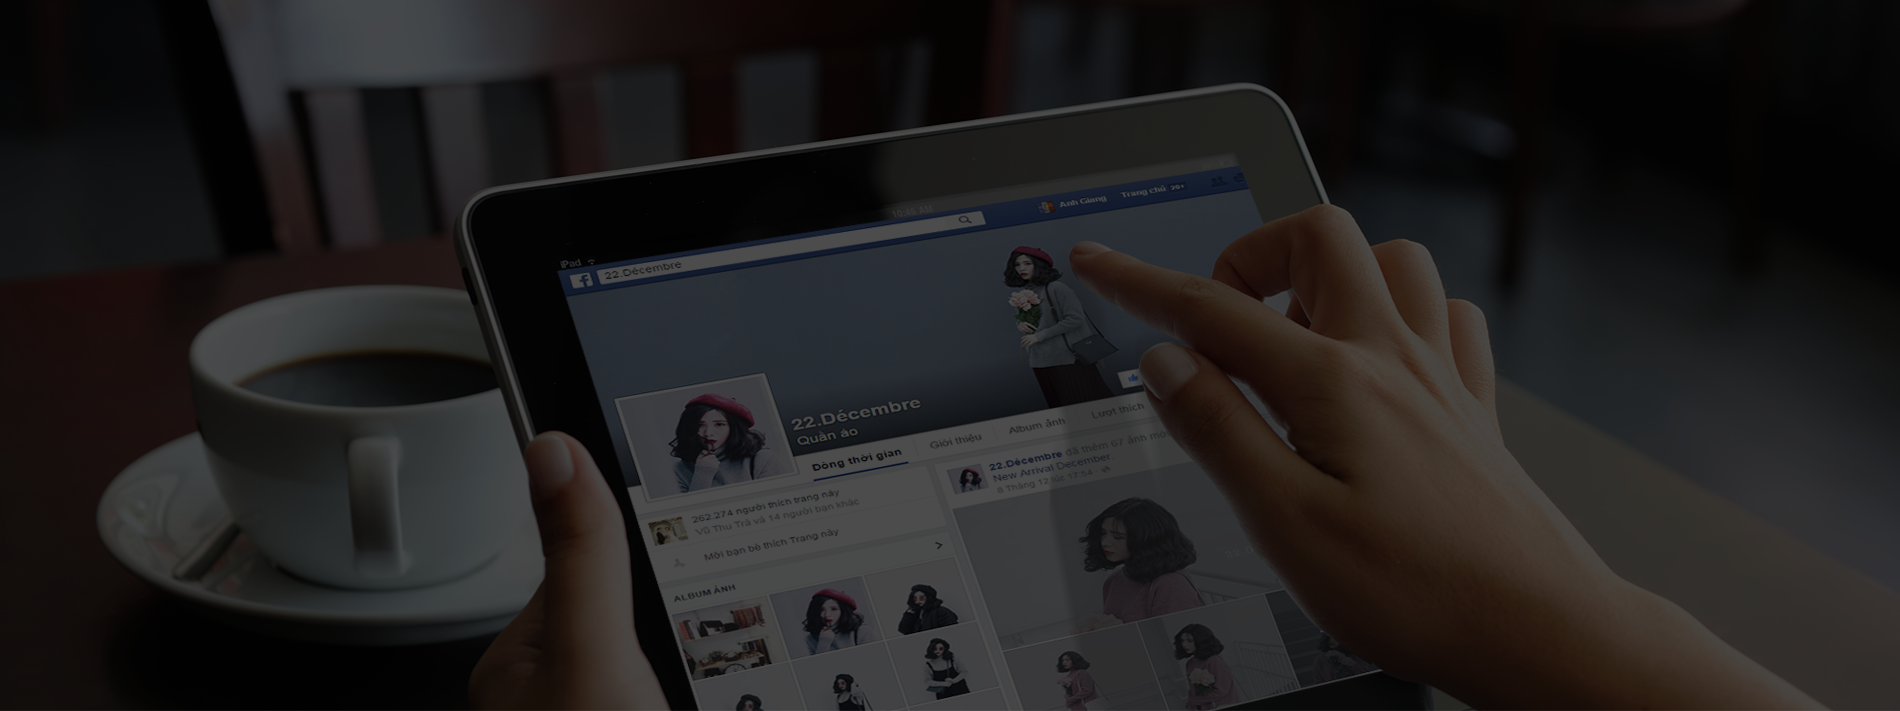 10:45 AM
iPad
22.Décembre
Anh Giang
Trang chủ 20+
22.Décembre
Quần áo
Dòng thời gian
Giới thiệu
Album ảnh
Lượt thích
262.274 người thích trang này
Vũ Thu Trà và 14 người bạn khác
Mời bạn bè thích Trang này
ALBUM ẢNH
22.Décembre đã thêm 67 ảnh mới
New Arrival December.
8 Tháng 12 lúc 17:54